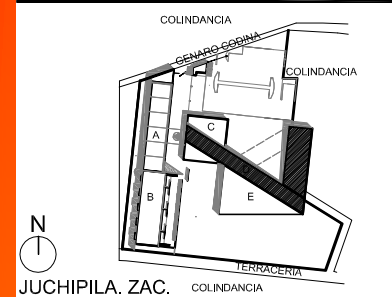 COLINDANCIA
GENARO CODINA
COLINDANCIA
C
A
E
B
N
TERRACERIA
JUCHIPILA. ZAC.
COLINDANCIA